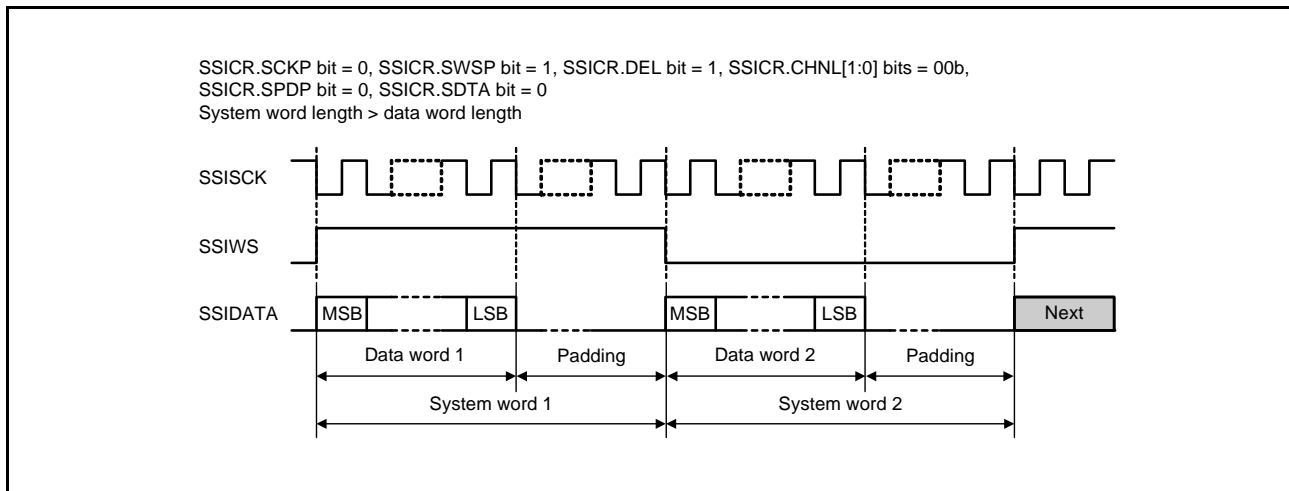 SSICR.SCKP bit = 0, SSICR.SWSP bit = 1, SSICR.DEL bit = 1, SSICR.CHNL[1:0] bits = 00b,
SSICR.SPDP bit = 0, SSICR.SDTA bit = 0
System word length > data word length
SSISCK
SSIWS
SSIDATA MSB LSB MSB LSB Next
Data word 1 Padding Data word 2 Padding
System word 1 System word 2